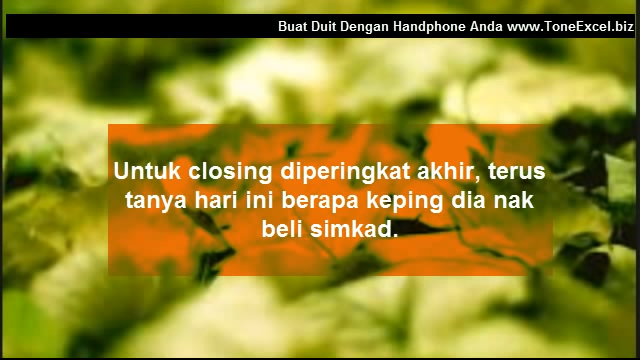 Buat Duit Dengan Handphone Anda www.ToneExcel.biz
Untuk closing diperingkat akhir, terus
tanya hari ini berapa keping dia nak
beli simkad.